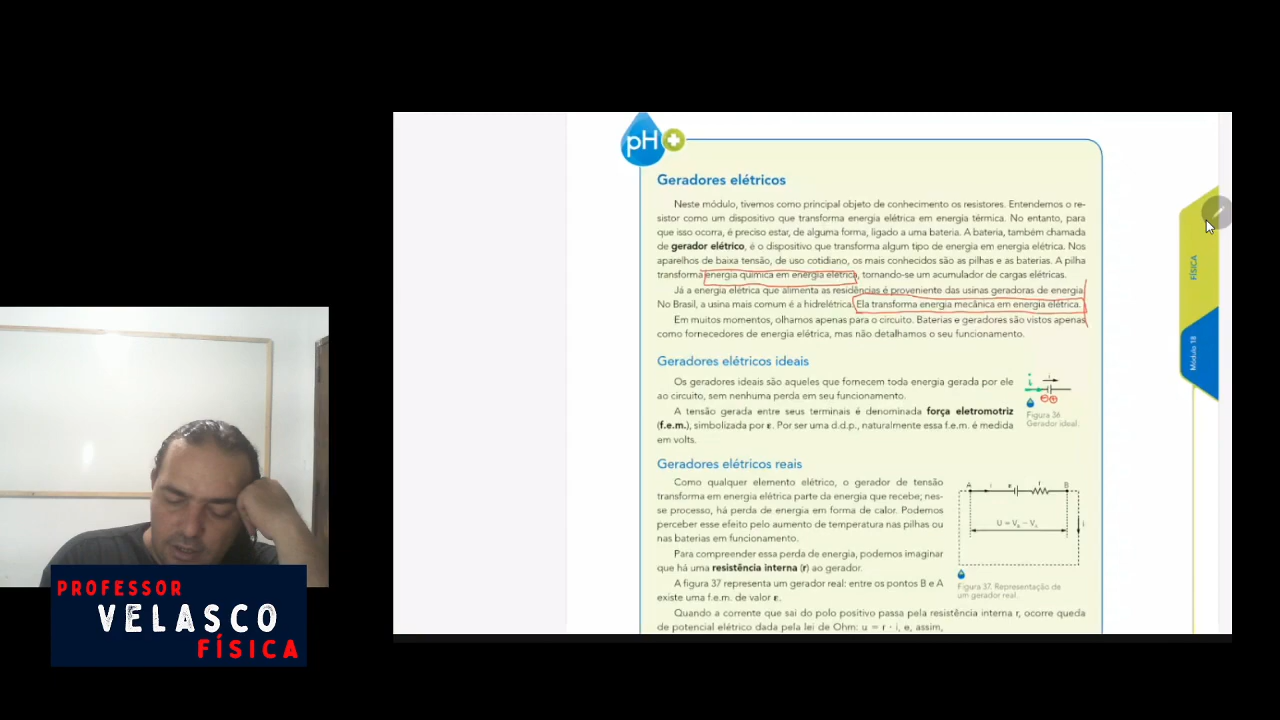 pH+
Geradores elétricos
Neste módulo, tivemos como principal objeto de conhecimento os resistores. Entendemos o re-
sistor como um dispositivo que transforma energia elétrica em energia térmica. No entanto, para
que isso ocorra, é preciso estar, de alguma forma, ligado a uma bateria. A bateria, também chamada
de gerador elétrico, é o dispositivo que transforma algum tipo de energia em energia elétrica. Nos
aparelhos de baixa tensão, de uso cotidiano, os mais conhecidos são as pilhas e as baterias. A pilha
transforma energia química em energia elétrica, tornando-se um acumulador de cargas elétricas.
Já a energia elétrica que alimenta as residências é proveniente das usinas geradoras de energia.
No Brasil, a usina mais comum é a hidrelétrica. Ela transforma energia mecânica em energia elétrica.
Em muitos momentos, olhamos apenas para o circuito. Baterias e geradores são vistos apenas
como fornecedores de energia elétrica, mas não detalhamos o seu funcionamento.
Geradores elétricos ideais
Os geradores ideais são aqueles que fornecem toda energia gerada por ele
ao circuito, sem nenhuma perda em seu funcionamento.
A tensão gerada entre seus terminais é denominada força eletromotriz
(f.e.m.), simbolizada por ε. Por ser uma d.d.p., naturalmente essa f.e.m. é medida
em volts.
i
i
- +
Figura 36
Gerador ideal.
Geradores elétricos reais
Como qualquer elemento elétrico, o gerador de tensão
transforma em energia elétrica parte da energia que recebe; nes-
se processo, há perda de energia em forma de calor. Podemos
perceber esse efeito pelo aumento de temperatura nas pilhas ou
nas baterias em funcionamento.
Para compreender essa perda de energia, podemos imaginar
que há uma resistência interna (r) ao gerador.
A figura 37 representa um gerador real: entre os pontos B e A
existe uma f.e.m. de valor ε.
A i ε r B
U = VB – VA
i
Figura 37. Representação de
um gerador real.
Quando a corrente que sai do polo positivo passa pela resistência interna r, ocorre queda
de potencial elétrico dada pela lei de Ohm: u = r · i, e, assim,
FÍSICA
Módulo 18
PROFESSOR
VELASCO
FÍSICA